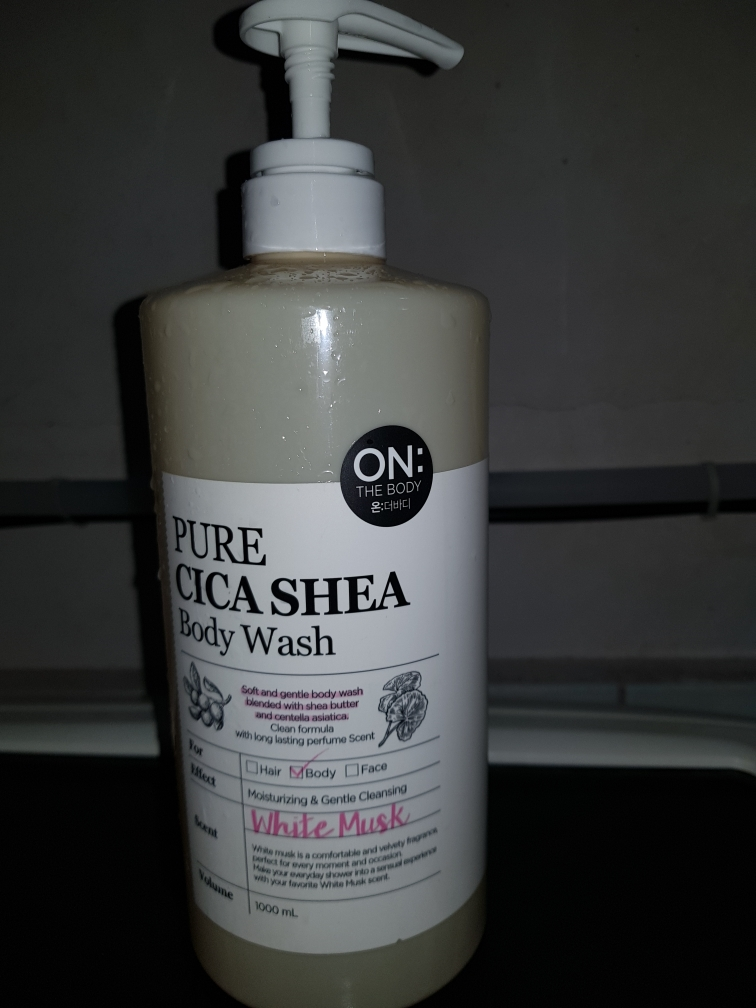 ON:
THE BODY
온:더바디
PURE
CICA SHEA
Body Wash
Soft and gentle body wash
blended with shea butter
and centella asiatica.
Clean formula
with long lasting perfume Scent
For
Hair Body Face
Effect
Moisturizing & Gentle Cleansing
Scent
White Musk
White musk is a comfortable and velvety fragrance,
perfect for every moment and occasion.
Make your everyday shower into a sensual experience
with your favorite White Musk scent.
Volume
1000 mL